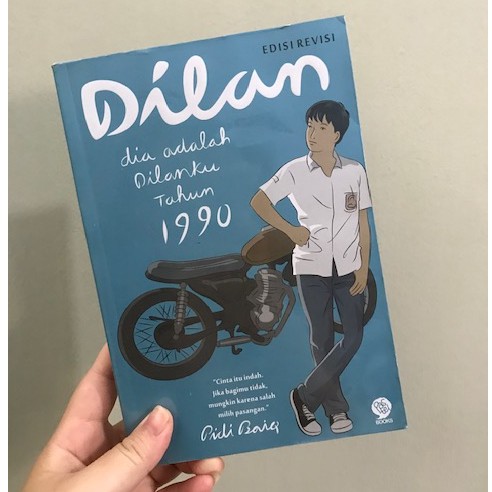 EDISI REVISI
Dilan
dia adalah
Dilanku
Tahun
1990
"Cinta itu indah.
Jika bagimu tidak,
mungkin karena salah
milih pasangan."
Pidi Baiq
BOOKS